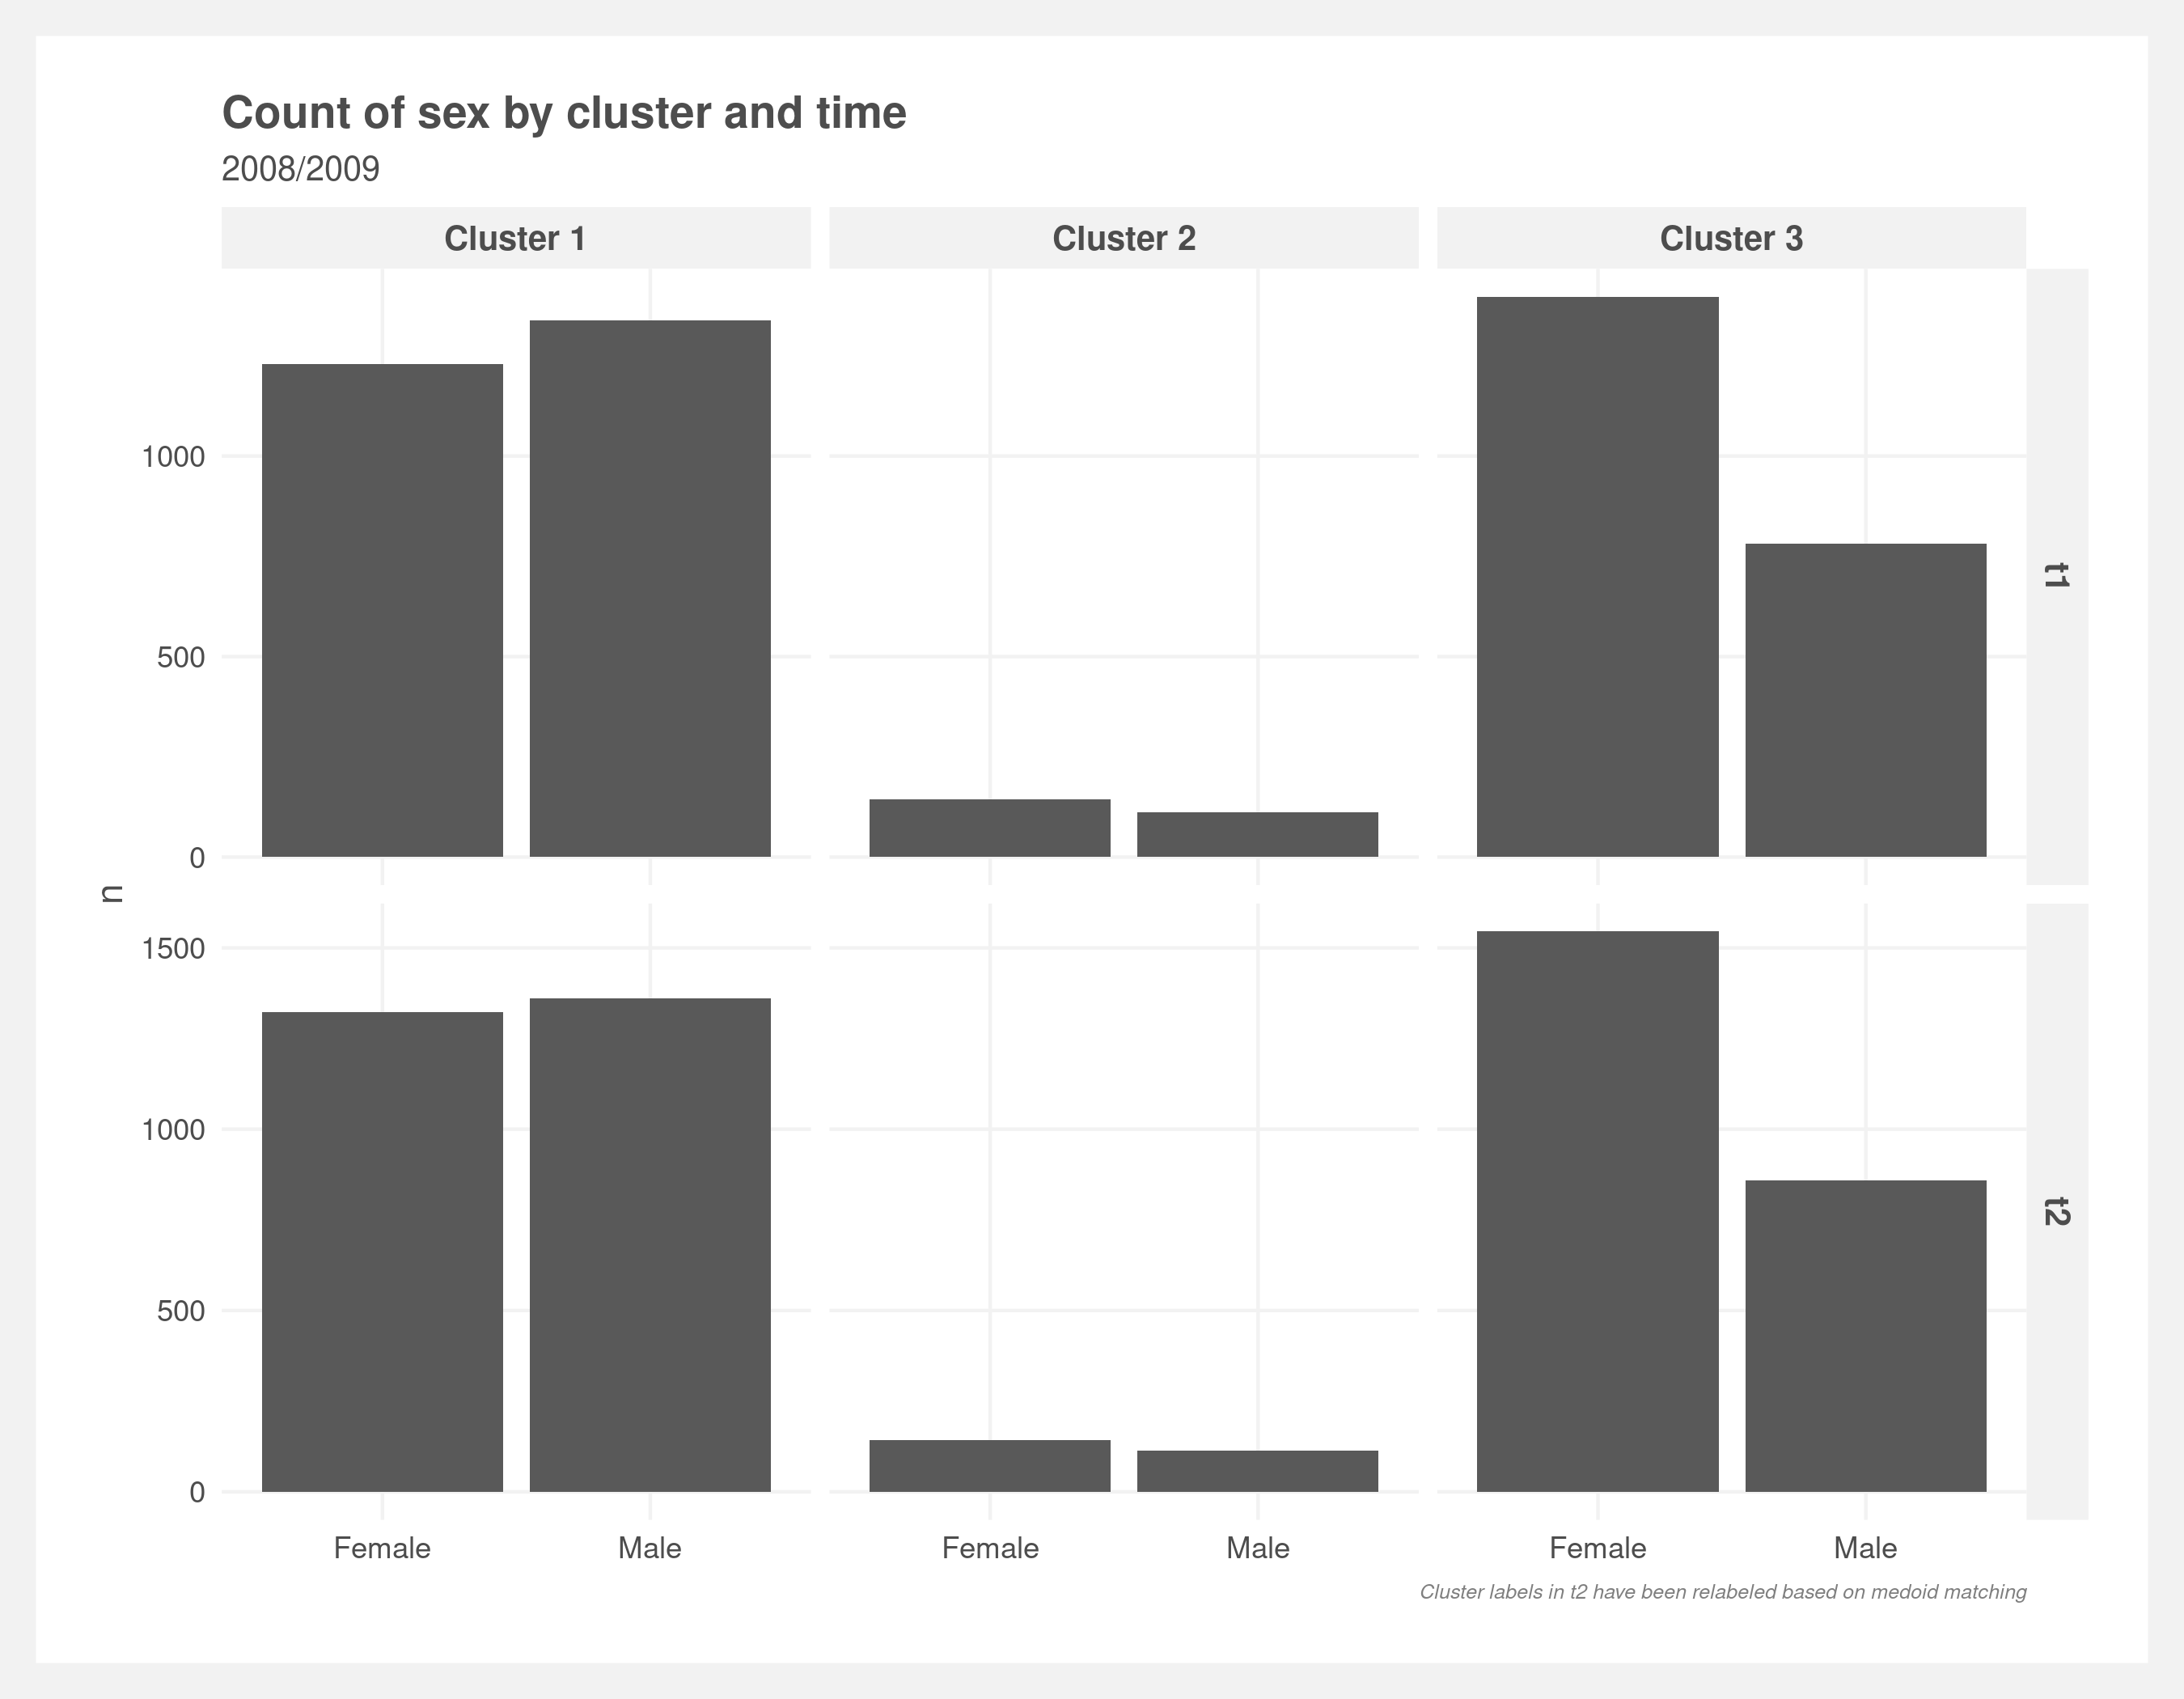 Count of sex by cluster and time
2008/2009
Cluster 1 Cluster 2 Cluster 3
1000
500
0
t1
n
1500
1000
500
0
t2
Female Male Female Male Female Male
Cluster labels in t2 have been relabeled based on medoid matching